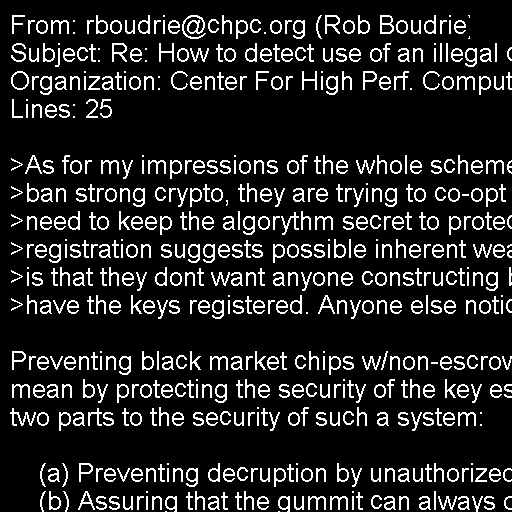 From: rboudrie@chpc.org (Rob Boudrie)
Subject: Re: How to detect use of an illegal
Organization: Center For High Perf. Comput
Lines: 25

>As for my impressions of the whole scheme
>ban strong crypto, they are trying to co-opt
>need to keep the algorythm secret to protec
>registration suggests possible inherent wea
>is that they dont want anyone constructing
>have the keys registered. Anyone else notic

Preventing black market chips w/non-escrow
mean by protecting the security of the key es
two parts to the security of such a system:

(a) Preventing decruption by unauthorized
(b) Assuring that the gummit can always